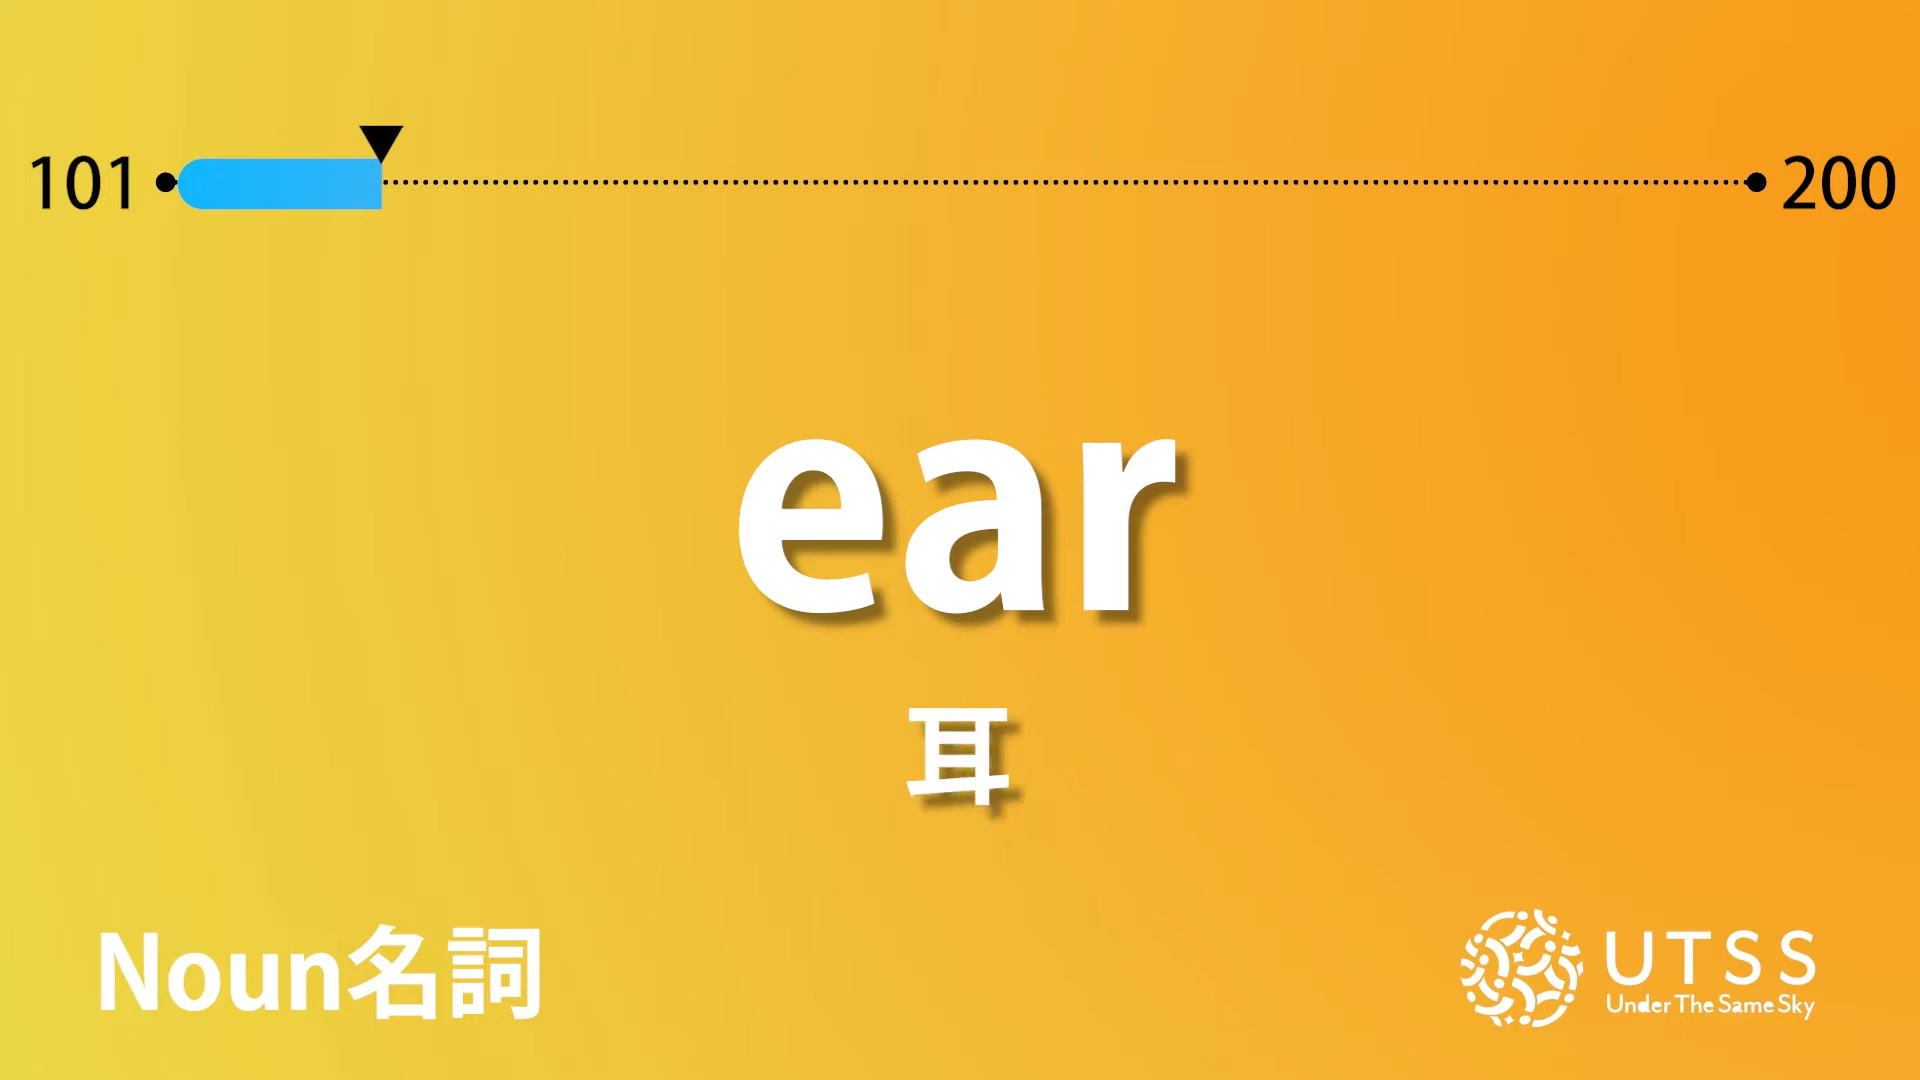 101 200
ear
耳
Noun名詞
UTSS
Under The Same Sky